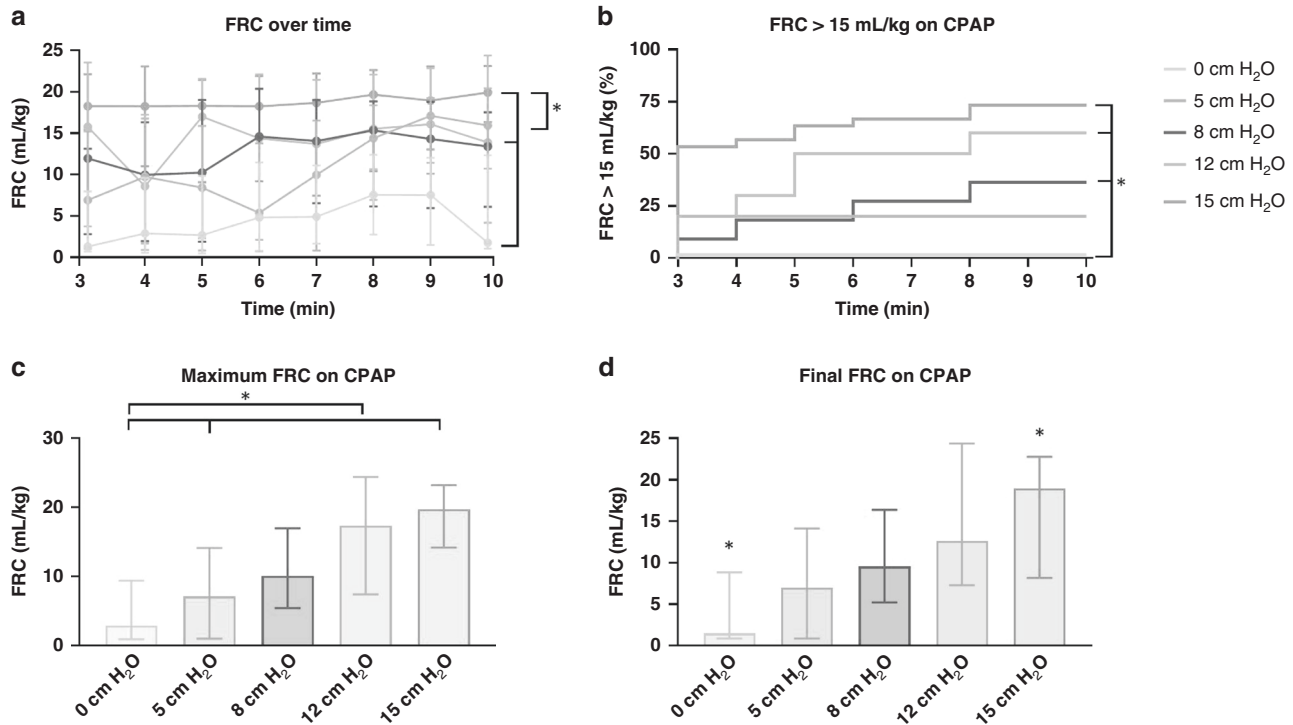 a
FRC over time
FRC (mL/kg)
25
20
15
10
5
0
3 4 5 6 7 8 9 10
Time (min)
*
b
FRC > 15 mL/kg on CPAP
FRC > 15 mL/kg (%)
100
75
50
25
0
3 4 5 6 7 8 9 10
Time (min)
*
0 cm H₂O
5 cm H₂O
8 cm H₂O
12 cm H₂O
15 cm H₂O
c
Maximum FRC on CPAP
*
FRC (mL/kg)
30
20
10
0
0 cm H₂O
5 cm H₂O
8 cm H₂O
12 cm H₂O
15 cm H₂O
d
Final FRC on CPAP
FRC (mL/kg)
25
20
15
10
5
0
*
*
0 cm H₂O
5 cm H₂O
8 cm H₂O
12 cm H₂O
15 cm H₂O